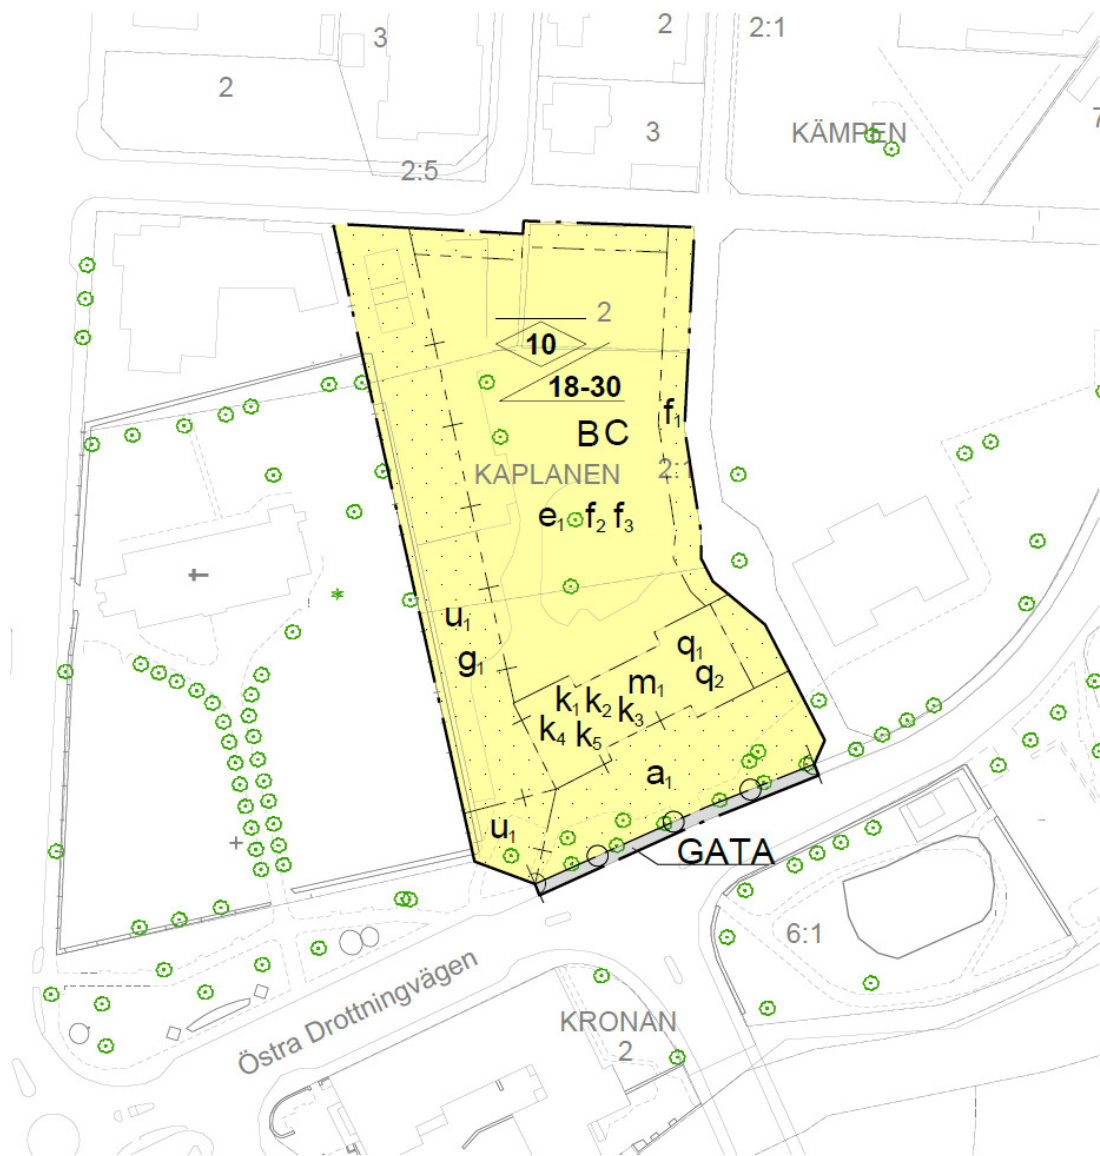 3
2
2:1
2
3
KÄMPEN
7
2:5
2
10
18-30
f1
BC
KAPLANEN
2:1
e1 f2 f3
u1
g1
q1
q2
m1
k1 k2 k3
k4 k5
a1
u1
GATA
6:1
Östra Drottningvägen
KRONAN
2